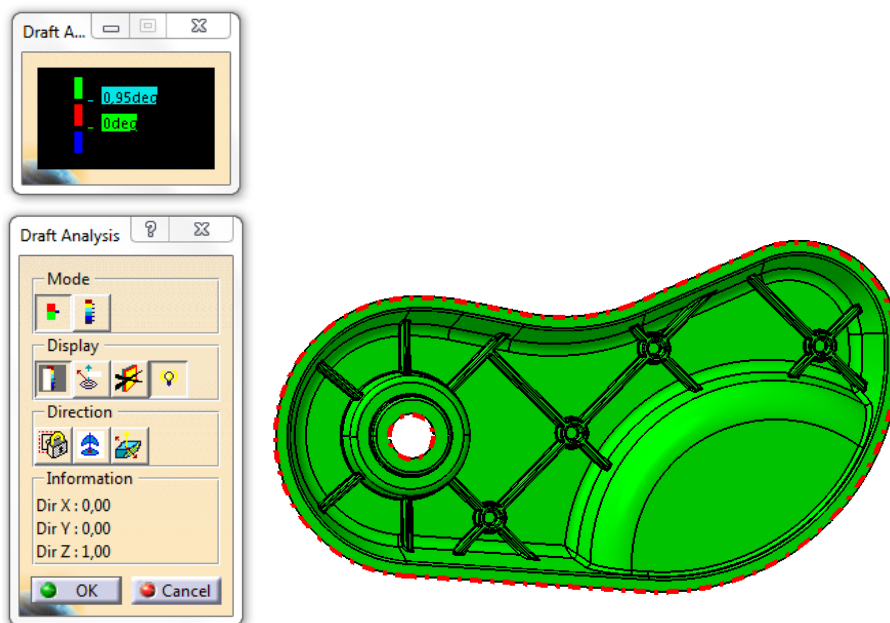 Draft A...
0,95deg
0deg
Draft Analysis
Mode
Display
Direction
Information
Dir X : 0,00
Dir Y : 0,00
Dir Z : 1,00
OK
Cancel